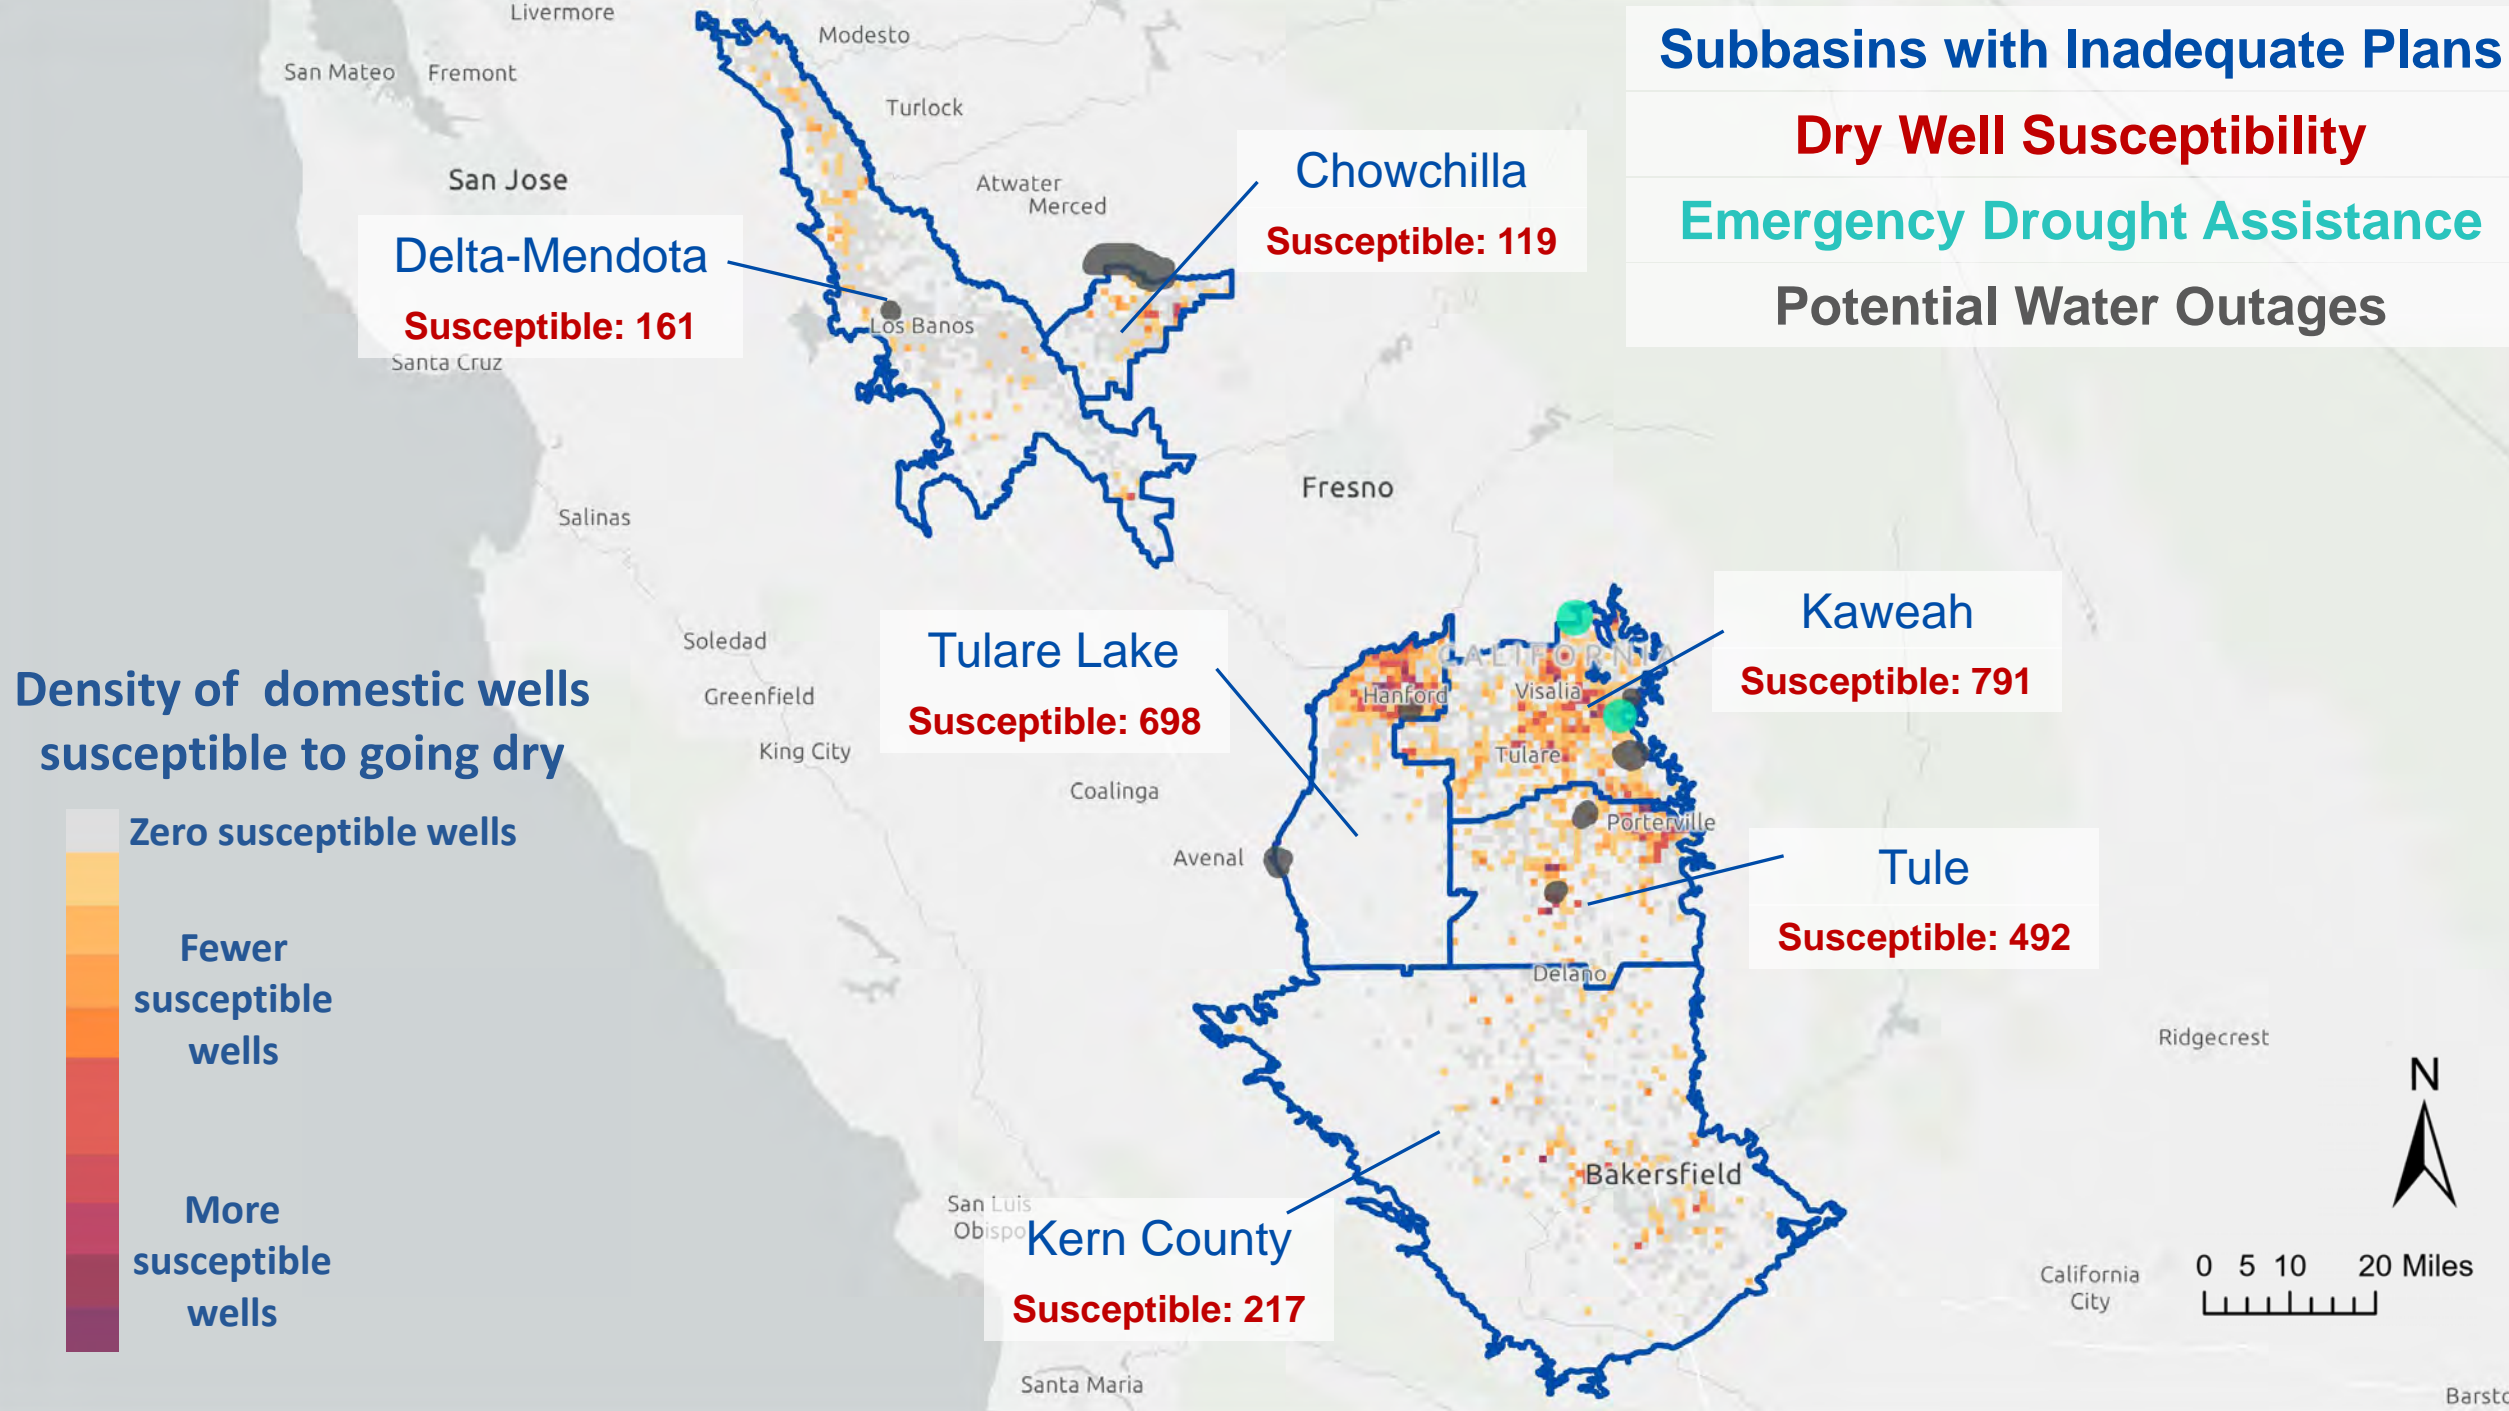 Subbasins with Inadequate Plans
Dry Well Susceptibility
Emergency Drought Assistance
Potential Water Outages
Livermore
Modesto
San Mateo
Fremont
Turlock
San Jose
Atwater
Merced
Chowchilla
Susceptible: 119
Delta-Mendota
Susceptible: 161
Los Banos
Santa Cruz
Fresno
Salinas
Soledad
Greenfield
King City
Coalinga
Avenal
Tulare Lake
Susceptible: 698
CALIFORNIA
Hanford
Visalia
Tulare
Kaweah
Susceptible: 791
Porterville
Tule
Susceptible: 492
Delano
Density of domestic wells
susceptible to going dry
Zero susceptible wells
Fewer
susceptible
wells
More
susceptible
wells
Ridgecrest
N
Bakersfield
San Luis
Obispo
Kern County
Susceptible: 217
California
City
0 5 10 20 Miles
Santa Maria
Barsto